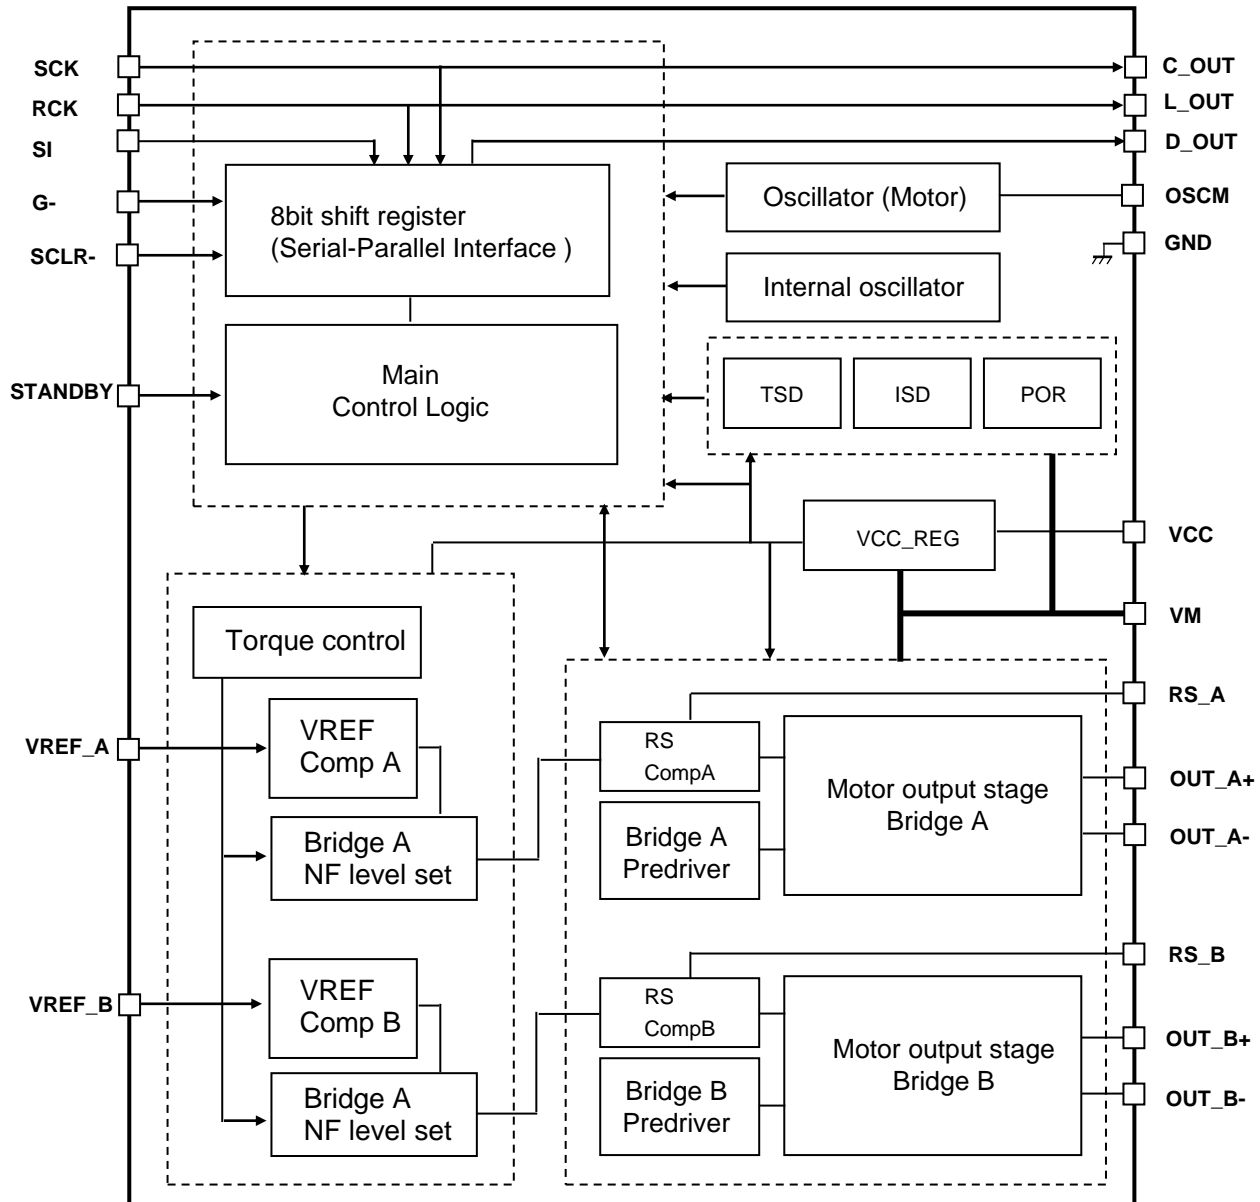 SCK
RCK
SI
G-
SCLR-
STANDBY
VREF_A
VREF_B
8bit shift register
(Serial-Parallel Interface )
Main
Control Logic
Oscillator (Motor)
Internal oscillator
TSD
ISD
POR
VCC_REG
Torque control
VREF
Comp A
Bridge A
NF level set
VREF
Comp B
Bridge A
NF level set
RS
CompA
Bridge A
Predriver
Motor output stage
Bridge A
RS
CompB
Bridge B
Predriver
Motor output stage
Bridge B
C_OUT
L_OUT
D_OUT
OSCM
GND
VCC
VM
RS_A
OUT_A+
OUT_A-
RS_B
OUT_B+
OUT_B-